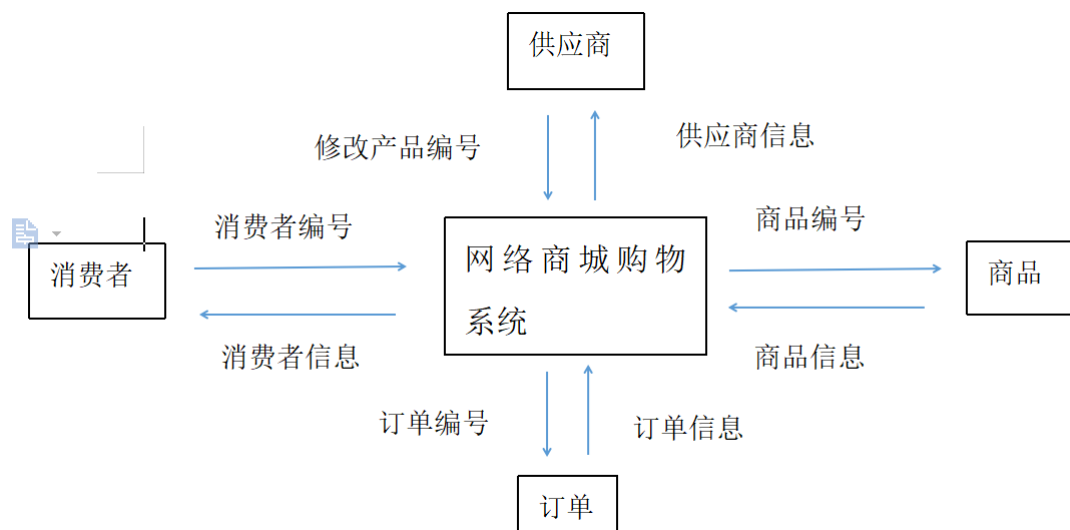 供应商
修改产品编号
供应商信息
消费者编号
商品编号
消费者
网络商城购物
系统
商品
消费者信息
商品信息
订单编号
订单信息
订单